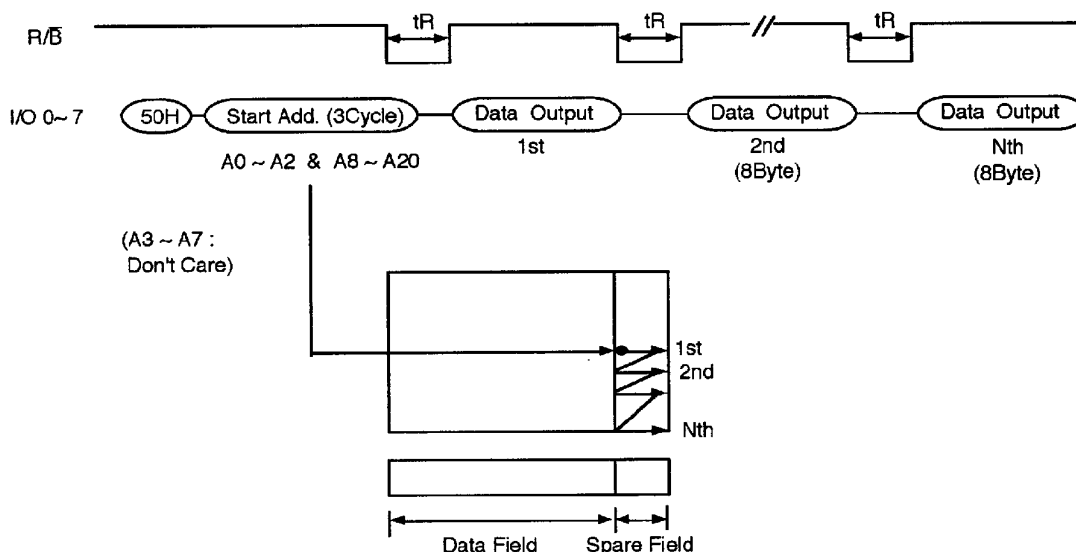 tR tR tR
R/B̅
I/O 0~ 7 50H Start Add. (3Cycle) Data Output Data Output Data Output
A0 ~ A2 & A8 ~ A20 1st 2nd Nth
(8Byte) (8Byte)
(A3 ~ A7 :
Don't Care)
1st
2nd
Nth
Data Field Spare Field